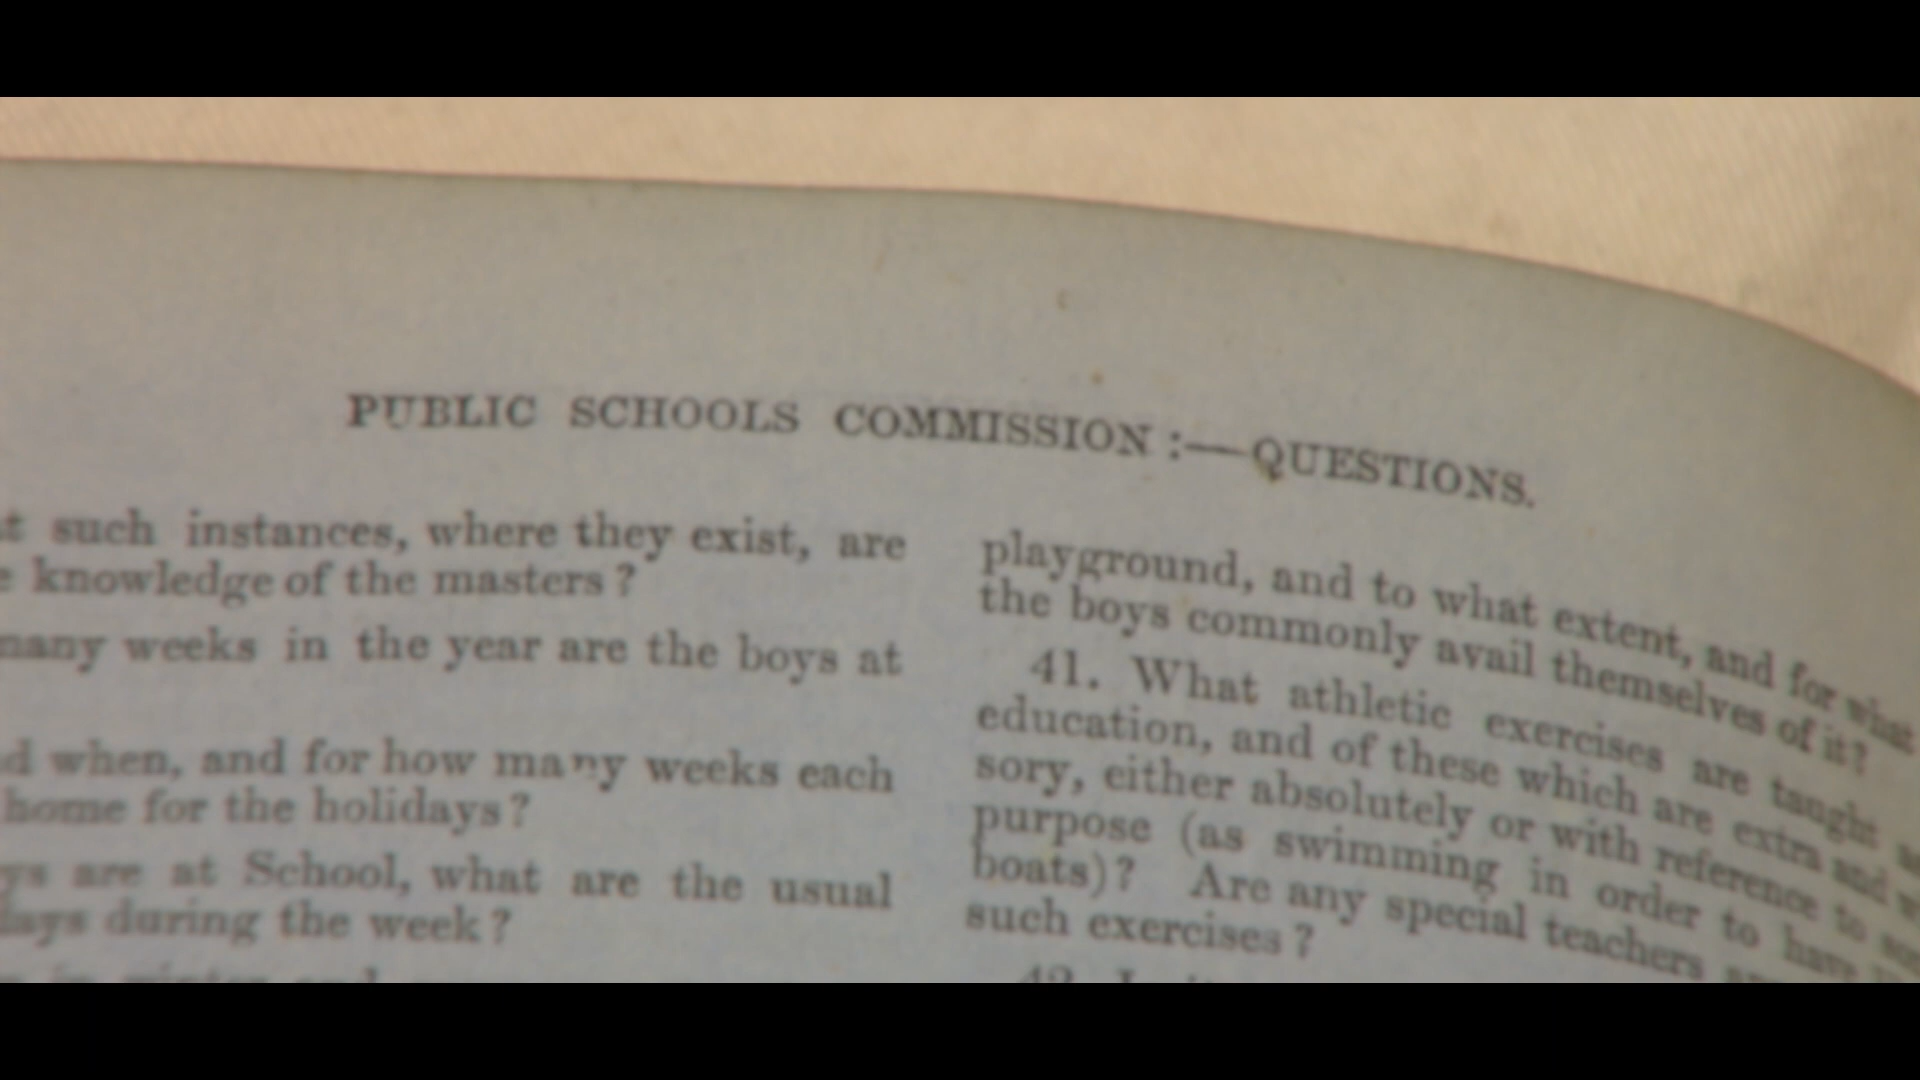 PUBLIC SCHOOLS COMMISSION :—QUESTIONS.
such instances, where they exist, are
knowledge of the masters?
many weeks in the year are the boys at
when, and for how many weeks each
home for the holidays?
are at School, what are the usual
days during the week?
playground, and to what extent, and for what
the boys commonly avail themselves of it?
41. What athletic exercises are taught
education, and of these which are extra and
sory, either absolutely or with reference to
purpose (as swimming in order to have
boats)? Are any special teachers
such exercises?